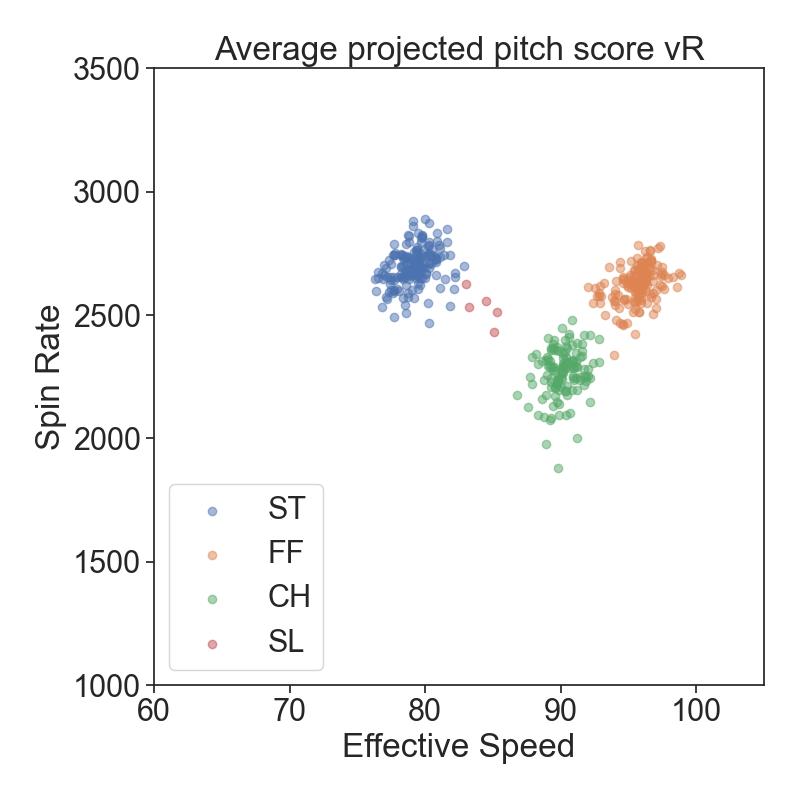 Average projected pitch score vR
3500
3000
2500
2000
1500
1000
Spin Rate
ST
FF
CH
SL
60 70 80 90 100
Effective Speed